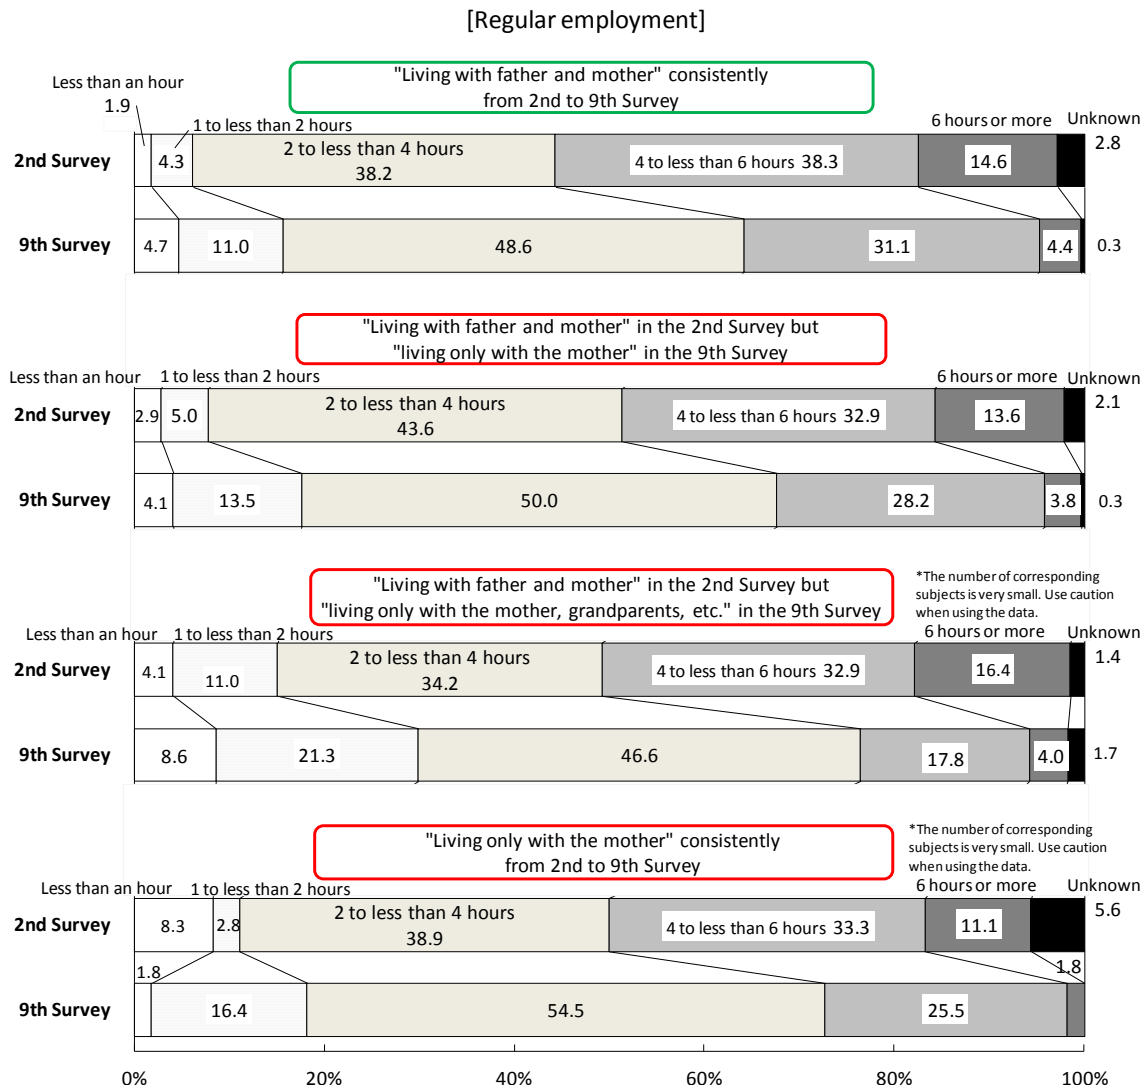 [Regular employment]
"Living with father and mother" consistently
from 2nd to 9th Survey
Less than an hour
1.9
1 to less than 2 hours
6 hours or more
Unknown
2nd Survey
4.3
2 to less than 4 hours
38.2
4 to less than 6 hours 38.3
14.6
2.8
9th Survey
4.7
11.0
48.6
31.1
4.4
0.3
"Living with father and mother" in the 2nd Survey but
"living only with the mother" in the 9th Survey
Less than an hour
1 to less than 2 hours
6 hours or more
Unknown
2nd Survey
2.9
5.0
2 to less than 4 hours
43.6
4 to less than 6 hours 32.9
13.6
2.1
9th Survey
4.1
13.5
50.0
28.2
3.8
0.3
"Living with father and mother" in the 2nd Survey but
"living only with the mother, grandparents, etc." in the 9th Survey
*The number of corresponding
subjects is very small. Use caution
when using the data.
Less than an hour
1 to less than 2 hours
6 hours or more
Unknown
2nd Survey
4.1
11.0
2 to less than 4 hours
34.2
4 to less than 6 hours 32.9
16.4
1.4
9th Survey
8.6
21.3
46.6
17.8
4.0
1.7
"Living only with the mother" consistently
from 2nd to 9th Survey
*The number of corresponding
subjects is very small. Use caution
when using the data.
Less than an hour
1 to less than 2 hours
6 hours or more
Unknown
2nd Survey
8.3
2.8
2 to less than 4 hours
38.9
4 to less than 6 hours 33.3
11.1
5.6
9th Survey
1.8
16.4
54.5
25.5
1.8
0%
20%
40%
60%
80%
100%